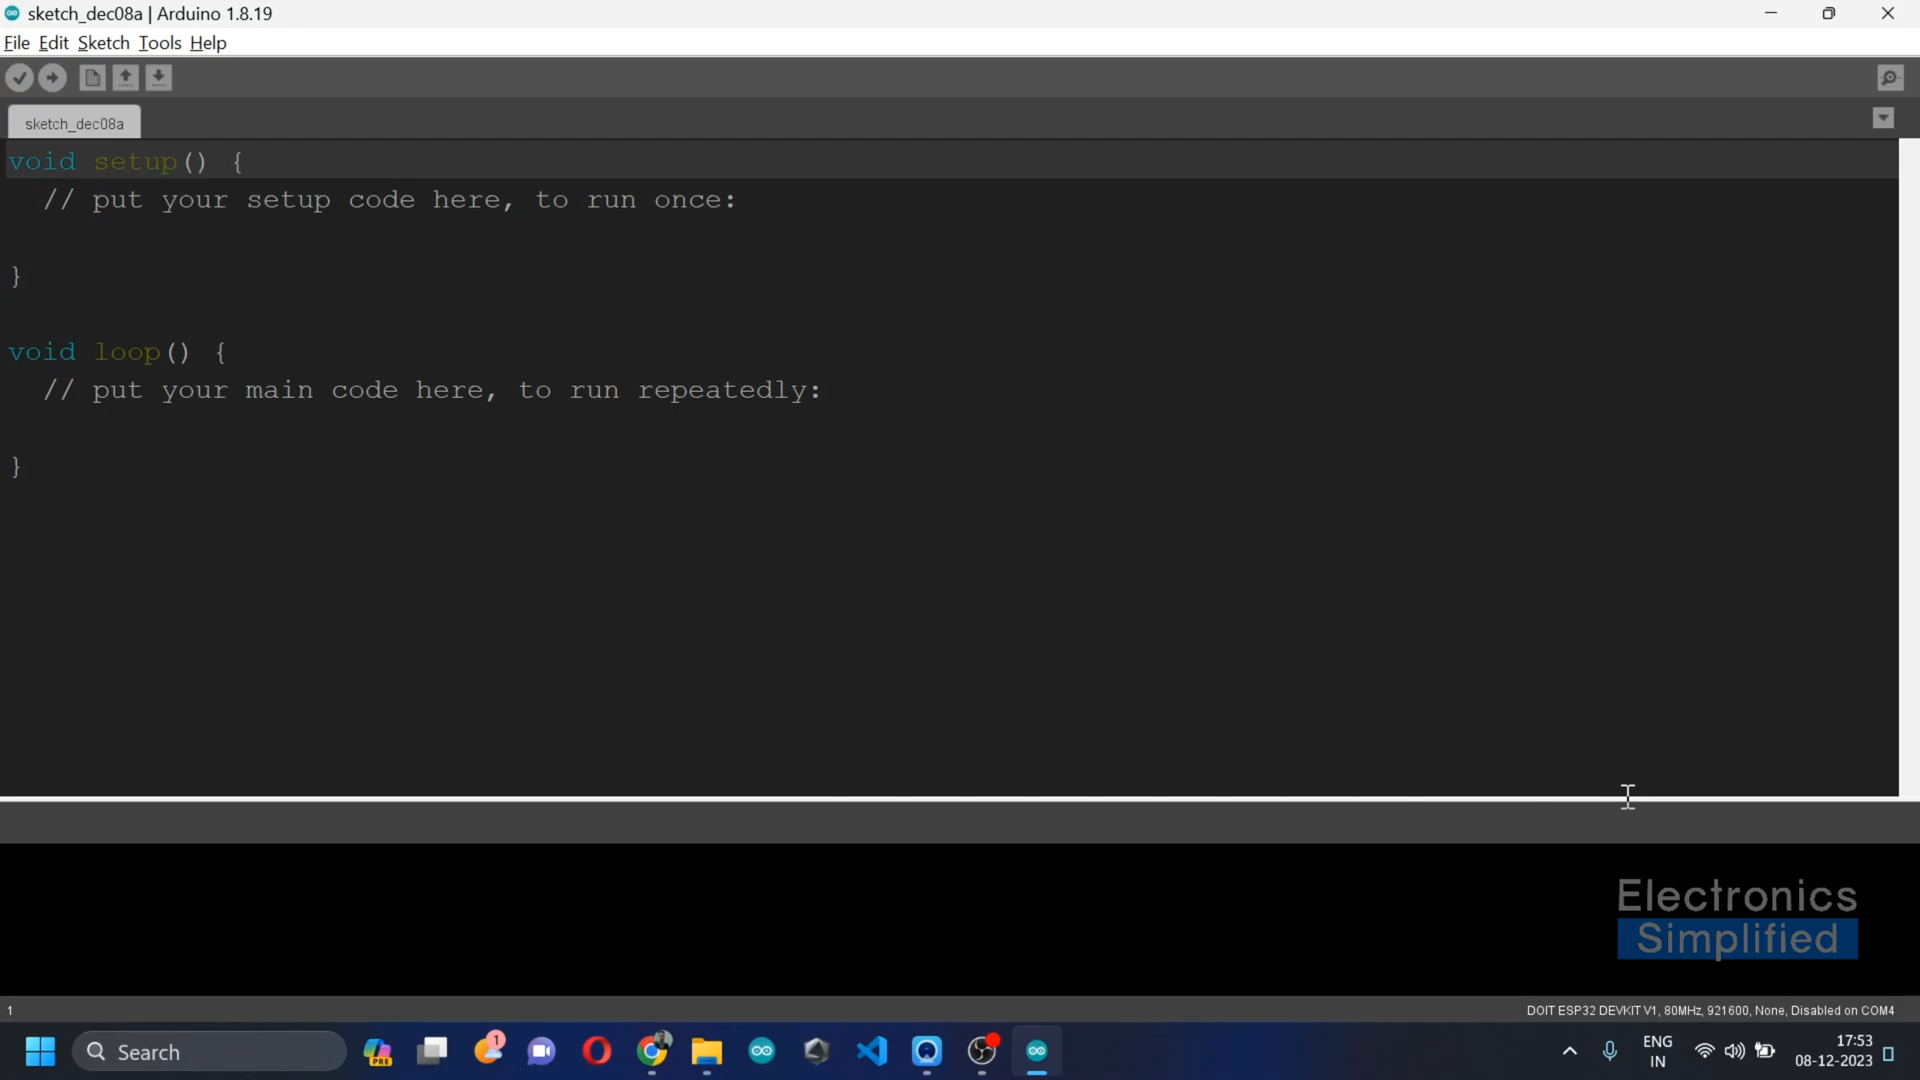 sketch_dec08a | Arduino 1.8.19
File Edit Sketch Tools Help
sketch_dec08a
void setup() {
// put your setup code here, to run once:
}
void loop() {
// put your main code here, to run repeatedly:
}
Electronics
Simplified
1
DOIT ESP32 DEVKIT V1, 80MHz, 921600, None, Disabled on COM4
Search
PRE
1
ENG
IN
17:53
08-12-2023